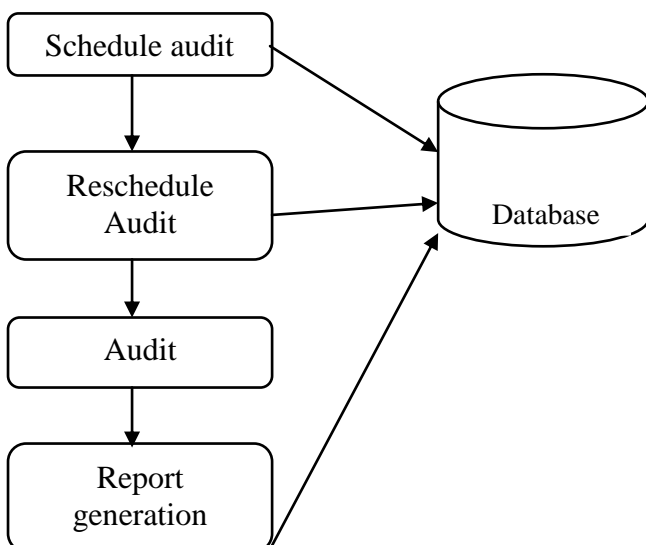 Schedule audit
Reschedule
Audit
Database
Audit
Report
generation